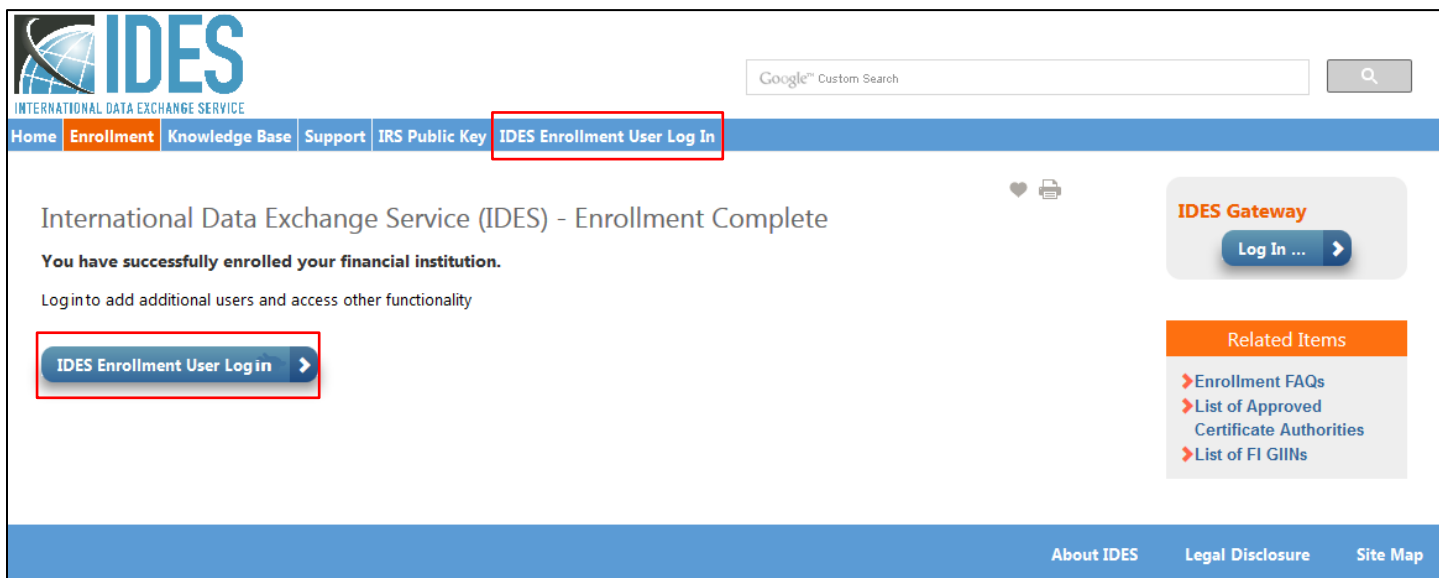 IDES
INTERNATIONAL DATA EXCHANGE SERVICE
Google™ Custom Search
Home Enrollment Knowledge Base Support IRS Public Key IDES Enrollment User Log In
International Data Exchange Service (IDES) - Enrollment Complete
You have successfully enrolled your financial institution.
Log in to add additional users and access other functionality
IDES Enrollment User Log in
IDES Gateway
Log In ...
Related Items
Enrollment FAQs
List of Approved
Certificate Authorities
List of FI GIINs
About IDES Legal Disclosure Site Map